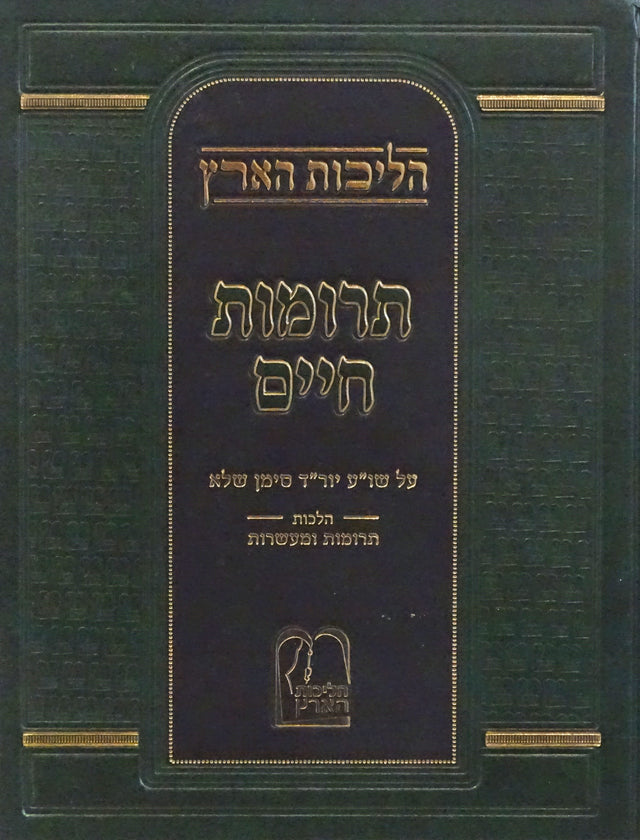 הליכות הארץ
תרומות
חיים
על שו"ע יור"ד סימן שלא
הלכות
תרומות ומעשרות
הליכות
הארץ